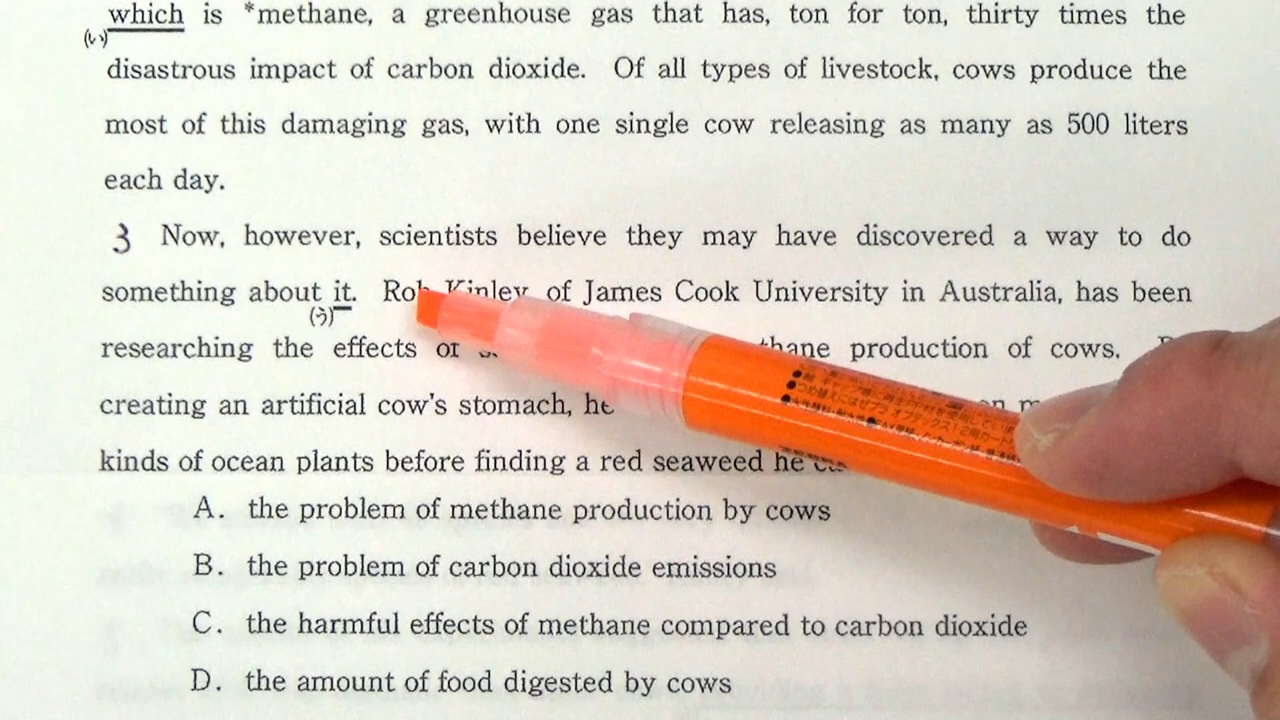 which is *methane, a greenhouse gas that has, ton for ton, thirty times the
(い)
disastrous impact of carbon dioxide. Of all types of livestock, cows produce the
most of this damaging gas, with one single cow releasing as many as 500 liters
each day.
3 Now, however, scientists believe they may have discovered a way to do
something about it. Rob Kinley of James Cook University in Australia, has been
(う)
researching the effects of production of cows.
creating an artificial cow's stomach, he
kinds of ocean plants before finding a red seaweed he
A. the problem of methane production by cows
B. the problem of carbon dioxide emissions
C. the harmful effects of methane compared to carbon dioxide
D. the amount of food digested by cows